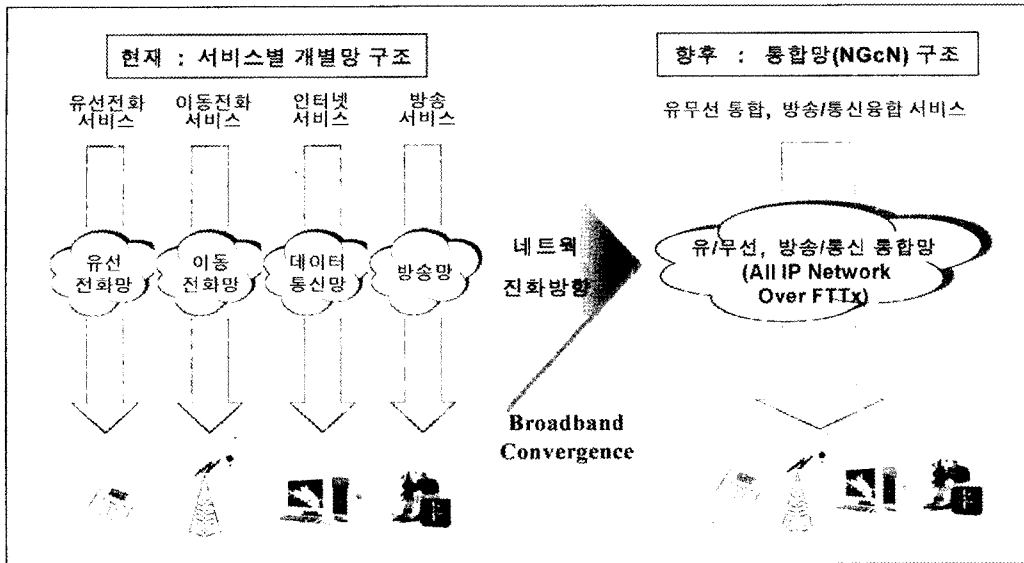 현재 : 서비스별 개별망 구조
유선전화
서비스
이동전화
서비스
인터넷
서비스
방송
서비스
유선
전화망
이동
전화망
데이터
통신망
방송망
네트웍
진화방향
Broadband
Convergence
향후 : 통합망(NGcN) 구조
유무선 통합, 방송/통신융합 서비스
유/무선, 방송/통신 통합망
(All IP Network
Over FTTx)